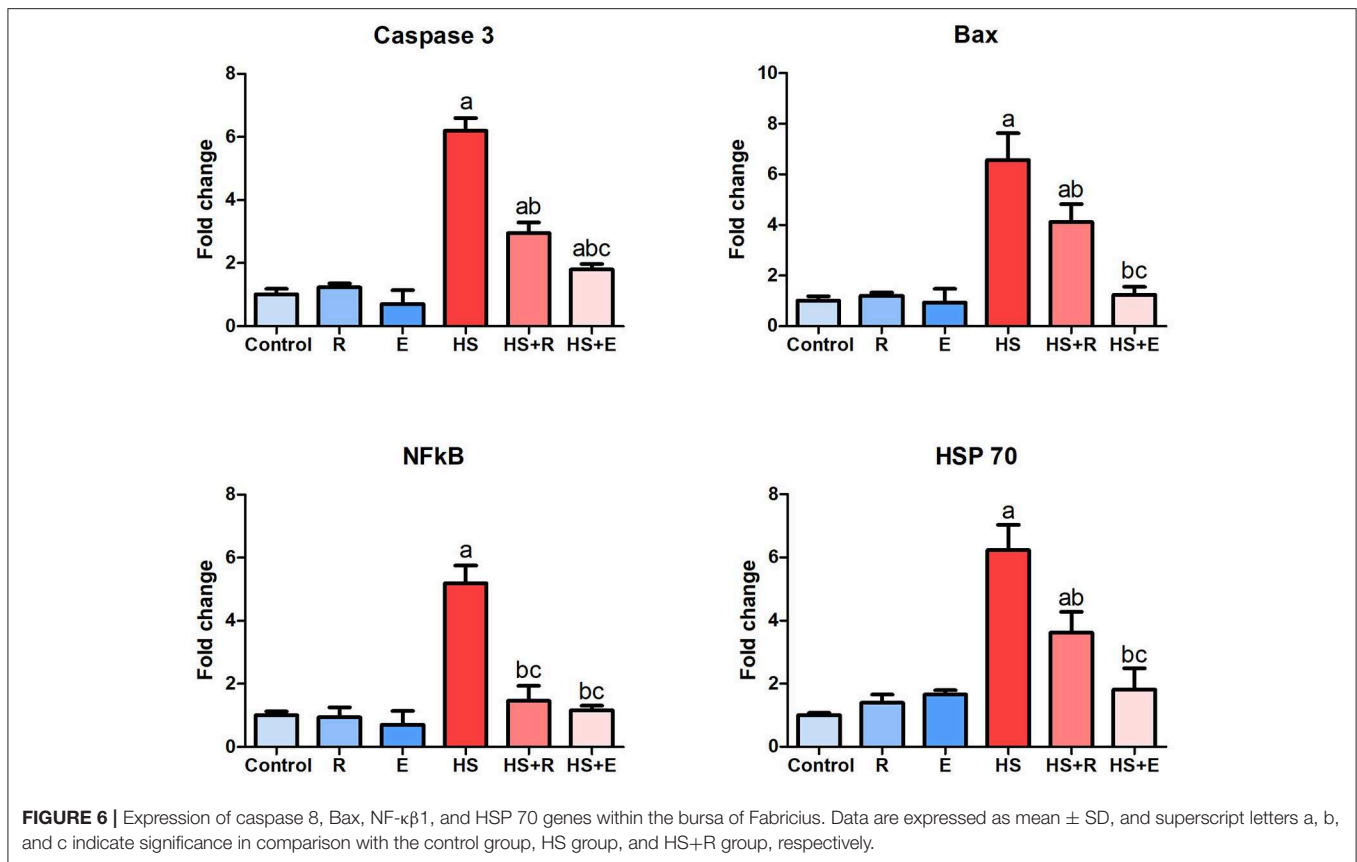 Caspase 3
Fold change
8
6
4
2
0
a
ab
abc
Control R E HS HS+R HS+E
Bax
Fold change
10
8
6
4
2
0
a
ab
bc
Control R E HS HS+R HS+E
NFkB
Fold change
8
6
4
2
0
a
bc
bc
Control R E HS HS+R HS+E
HSP 70
Fold change
8
6
4
2
0
a
ab
bc
Control R E HS HS+R HS+E
FIGURE 6 | Expression of caspase 8, Bax, NF-κβ1, and HSP 70 genes within the bursa of Fabricius. Data are expressed as mean ± SD, and superscript letters a, b,
and c indicate significance in comparison with the control group, HS group, and HS+R group, respectively.